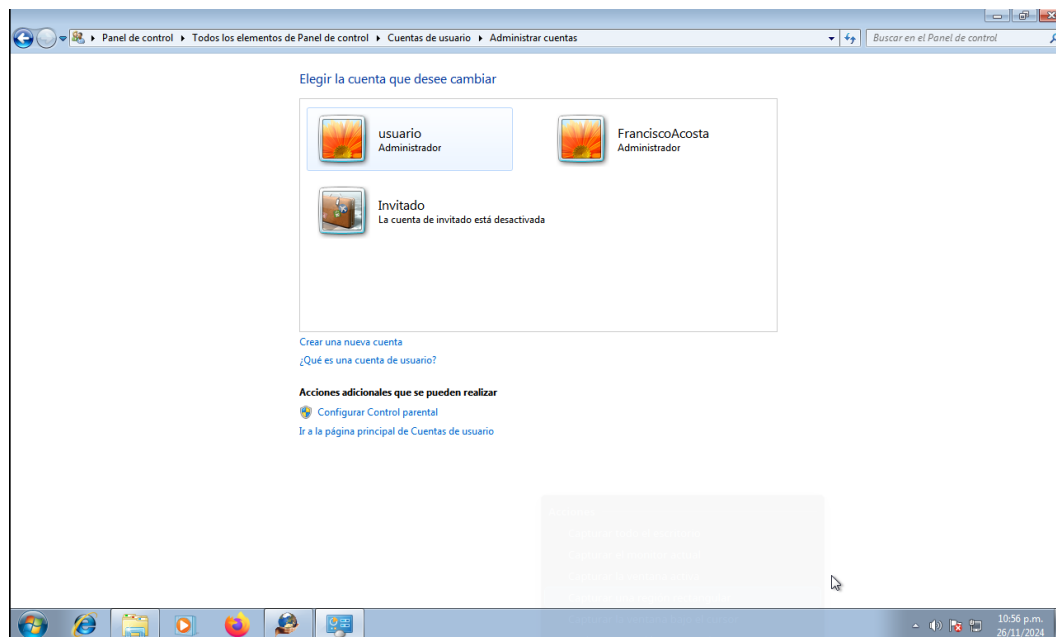 Panel de control ▸ Todos los elementos de Panel de control ▸ Cuentas de usuario ▸ Administrar cuentas
Buscar en el Panel de control
Elegir la cuenta que desee cambiar
usuario
Administrador
FranciscoAcosta
Administrador
Invitado
La cuenta de invitado está desactivada
Crear una nueva cuenta
¿Qué es una cuenta de usuario?
Acciones adicionales que se pueden realizar
Configurar Control parental
Ir a la página principal de Cuentas de usuario
10:56 p.m.
26/11/2024